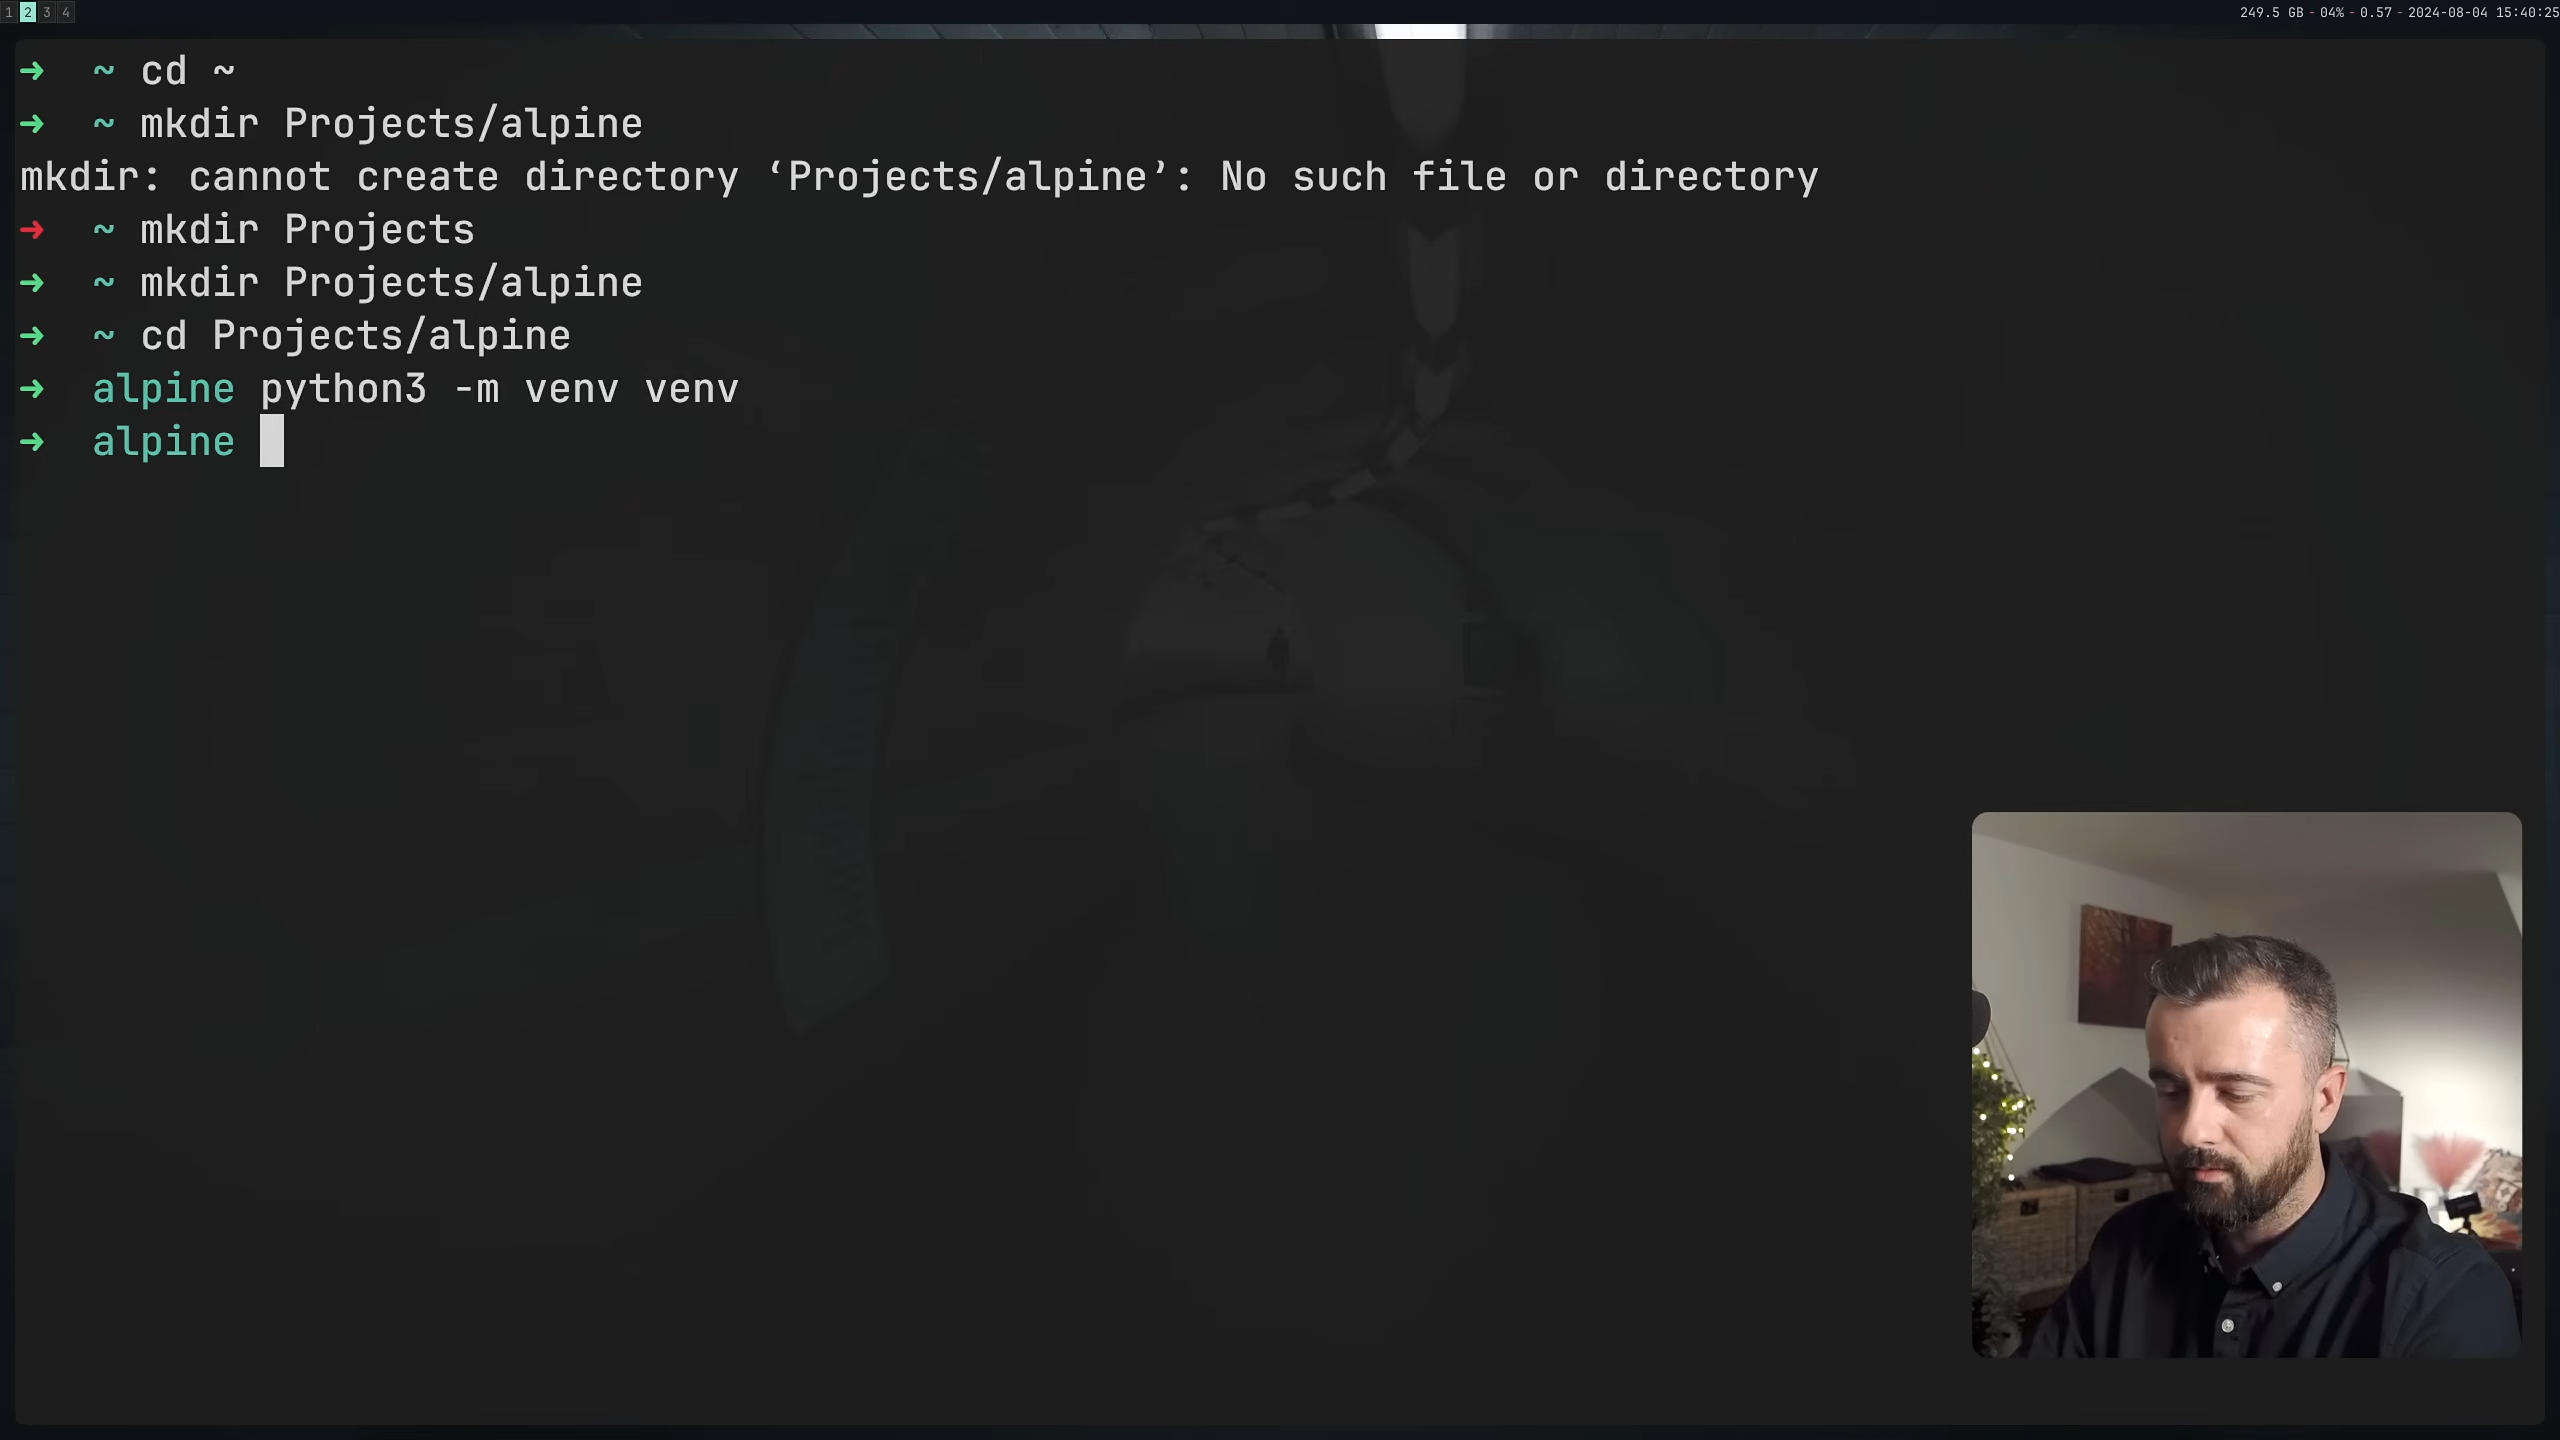 1 2 3 4
249.5 GB - 04% - 0.57 - 2024-08-04 15:40:25
➜ ~ cd ~
➜ ~ mkdir Projects/alpine
mkdir: cannot create directory ‘Projects/alpine’: No such file or directory
➜ ~ mkdir Projects
➜ ~ mkdir Projects/alpine
➜ ~ cd Projects/alpine
➜ alpine python3 -m venv venv
➜ alpine